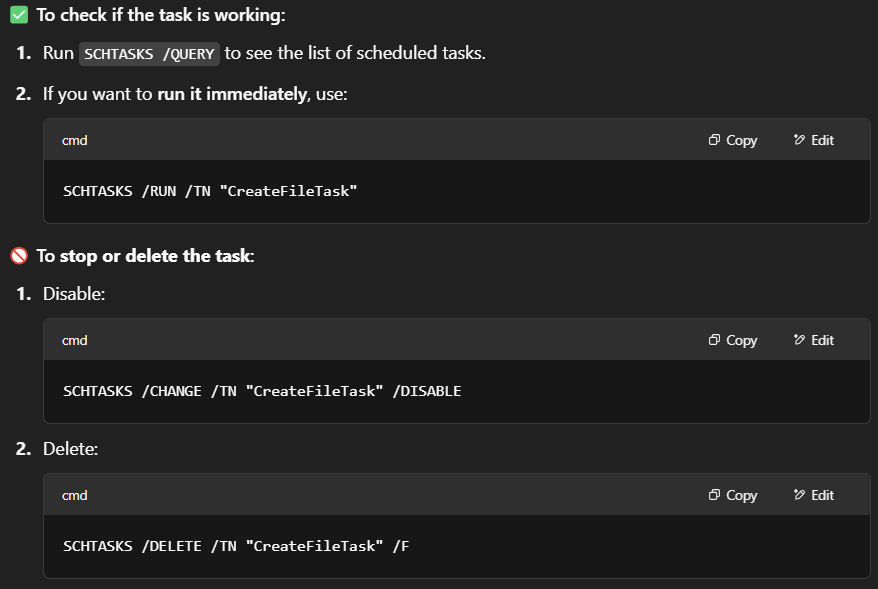 ✅ To check if the task is working:
1. Run SCHTASKS /QUERY to see the list of scheduled tasks.
2. If you want to run it immediately, use:
cmd Copy Edit
SCHTASKS /RUN /TN "CreateFileTask"
🚫 To stop or delete the task:
1. Disable:
cmd Copy Edit
SCHTASKS /CHANGE /TN "CreateFileTask" /DISABLE
2. Delete:
cmd Copy Edit
SCHTASKS /DELETE /TN "CreateFileTask" /F